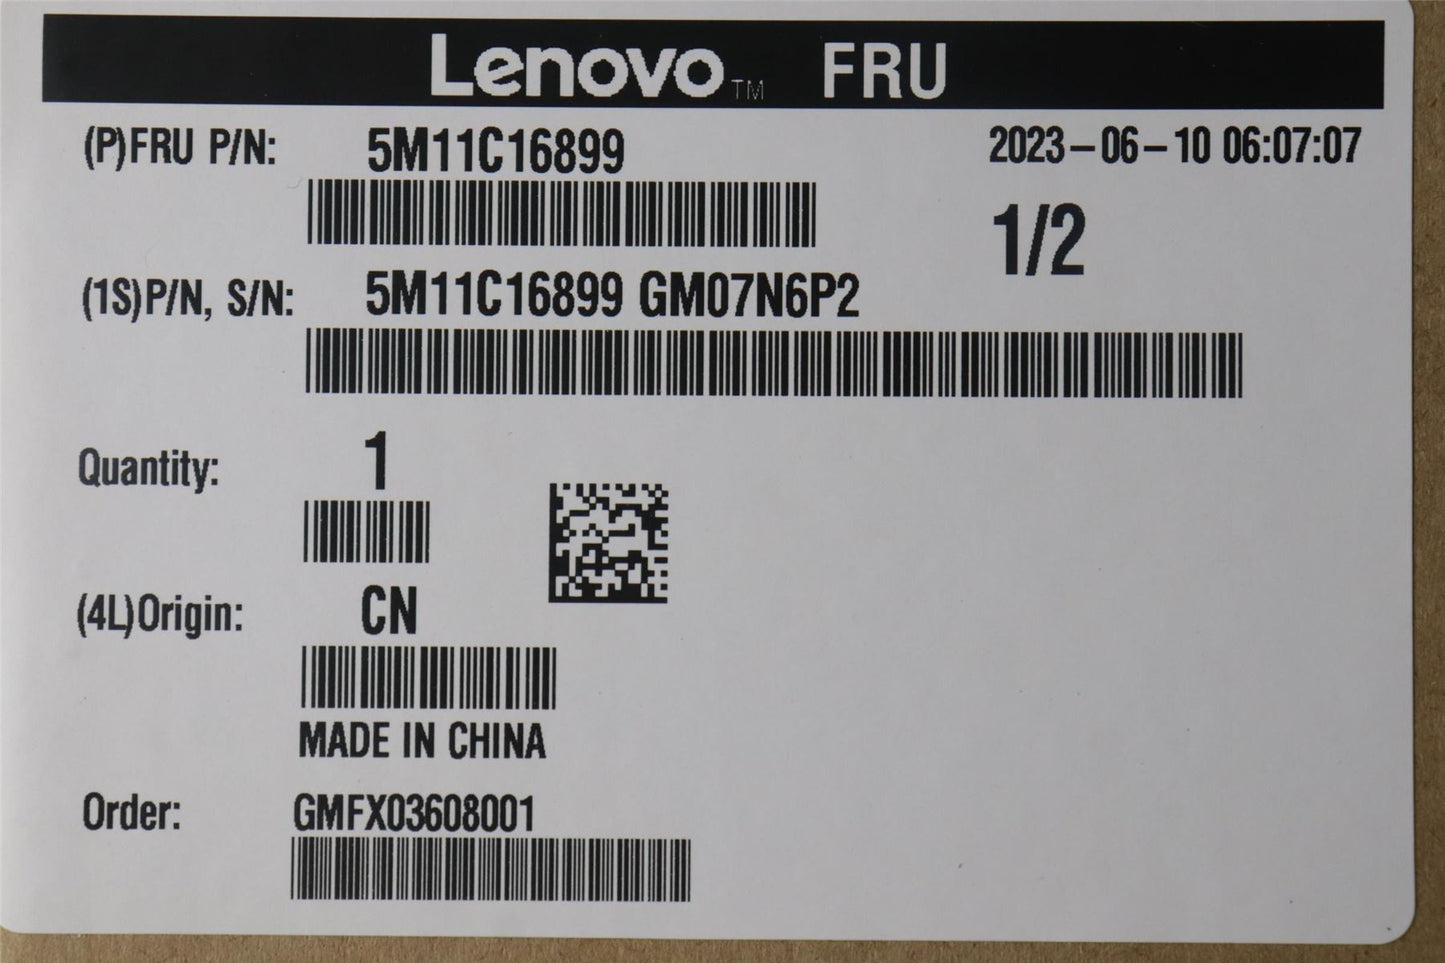 Lenovo™ FRU
(P)FRU P/N: 5M11C16899 2023-06-10 06:07:07
1/2
(1S)P/N, S/N: 5M11C16899 GM07N6P2
Quantity: 1
(4L)Origin: CN
MADE IN CHINA
Order: GMFX03608001